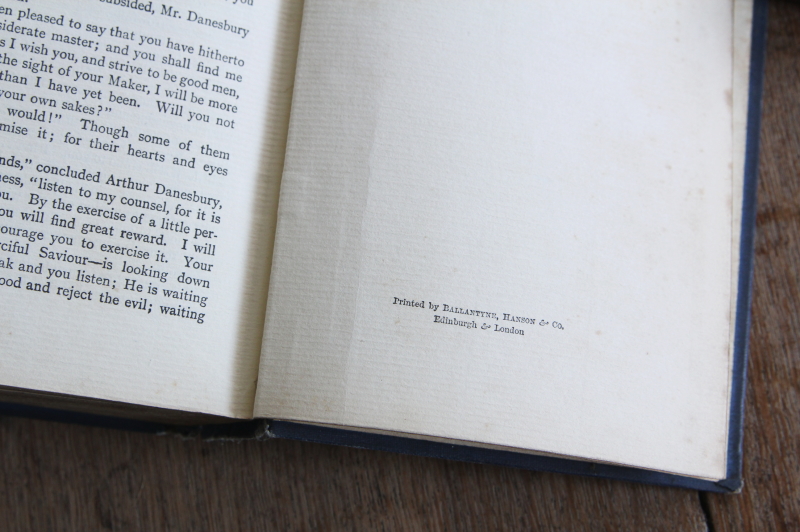 you
subsided, Mr. Danesbury
pleased to say that you have hitherto
siderate master; and you shall find me
s I wish you, and strive to be good men,
the sight of your Maker, I will be more
than I have yet been. Will you not
your own sakes?"
would!" Though some of them
mise it; for their hearts and eyes
nds," concluded Arthur Danesbury,
ness, "listen to my counsel, for it is
u. By the exercise of a little per-
ou will find great reward. I will
courage you to exercise it. Your
rciful Saviour—is looking down
ak and you listen; He is waiting
ood and reject the evil; waiting
Printed by BALLANTYNE, HANSON & Co.
Edinburgh & London